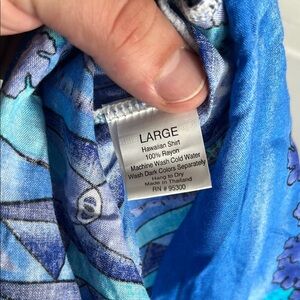 LARGE
Hawaiian Shirt
100% Rayon
Machine Wash Cold Water
Wash Dark Colors Separately
Hang to Dry
Made in Thailand
RN # 95300